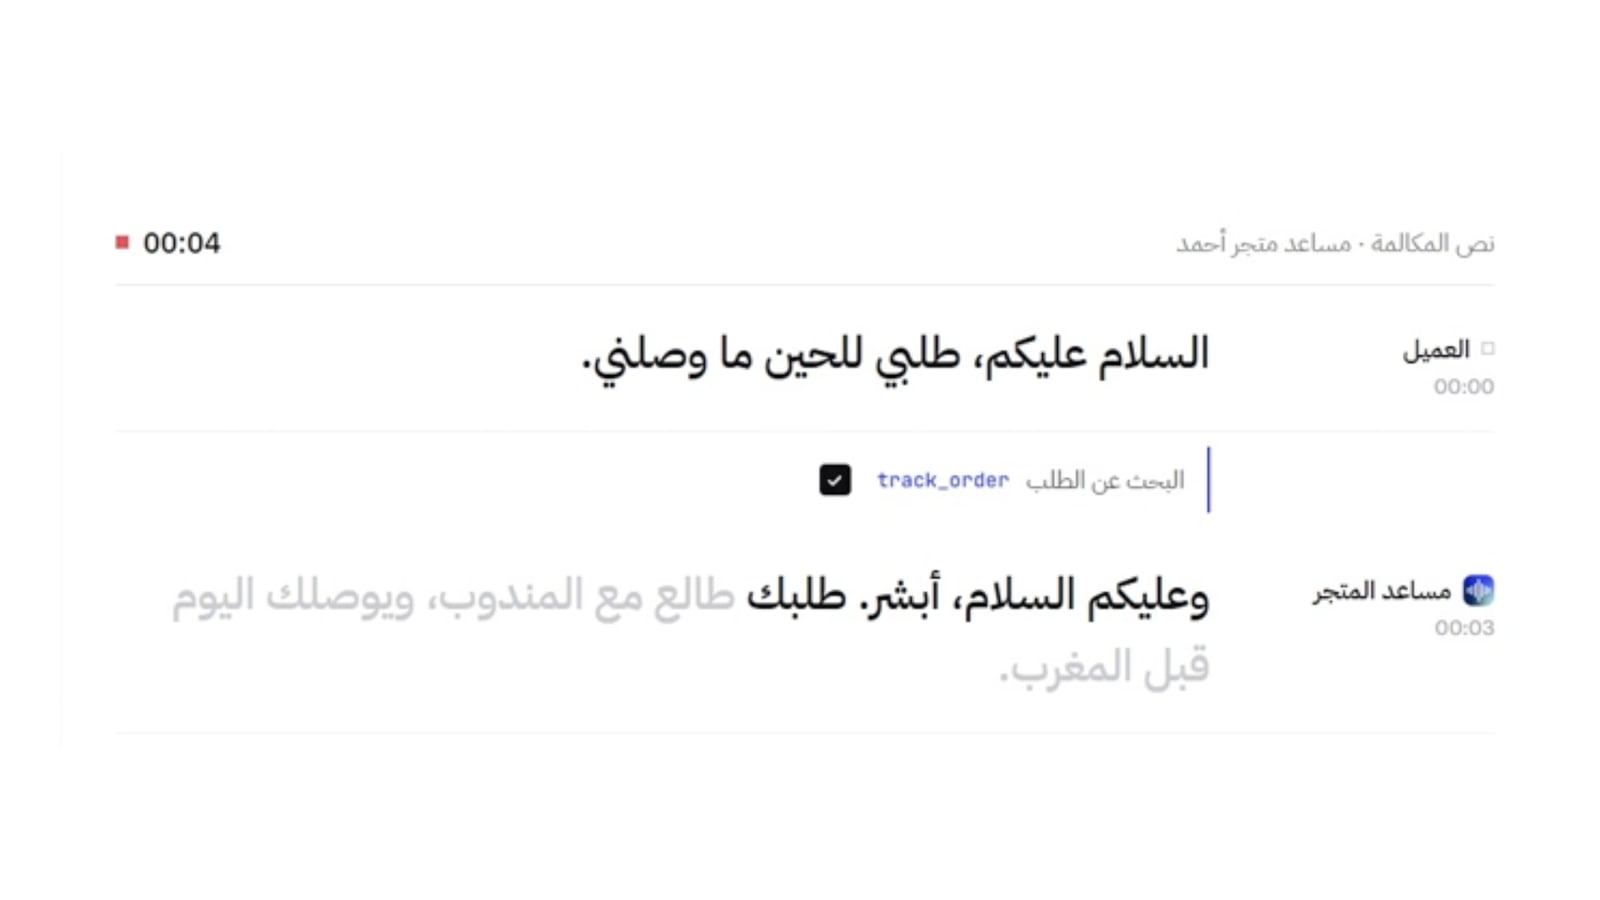 نص المكالمة · مساعد متجر أحمد
00:04
العميل
00:00
السلام عليكم، طلبي للحين ما وصلني.
البحث عن الطلب track_order
مساعد المتجر
00:03
وعليكم السلام، أبشر. طلبك طالع مع المندوب، ويوصلك اليوم
قبل المغرب.